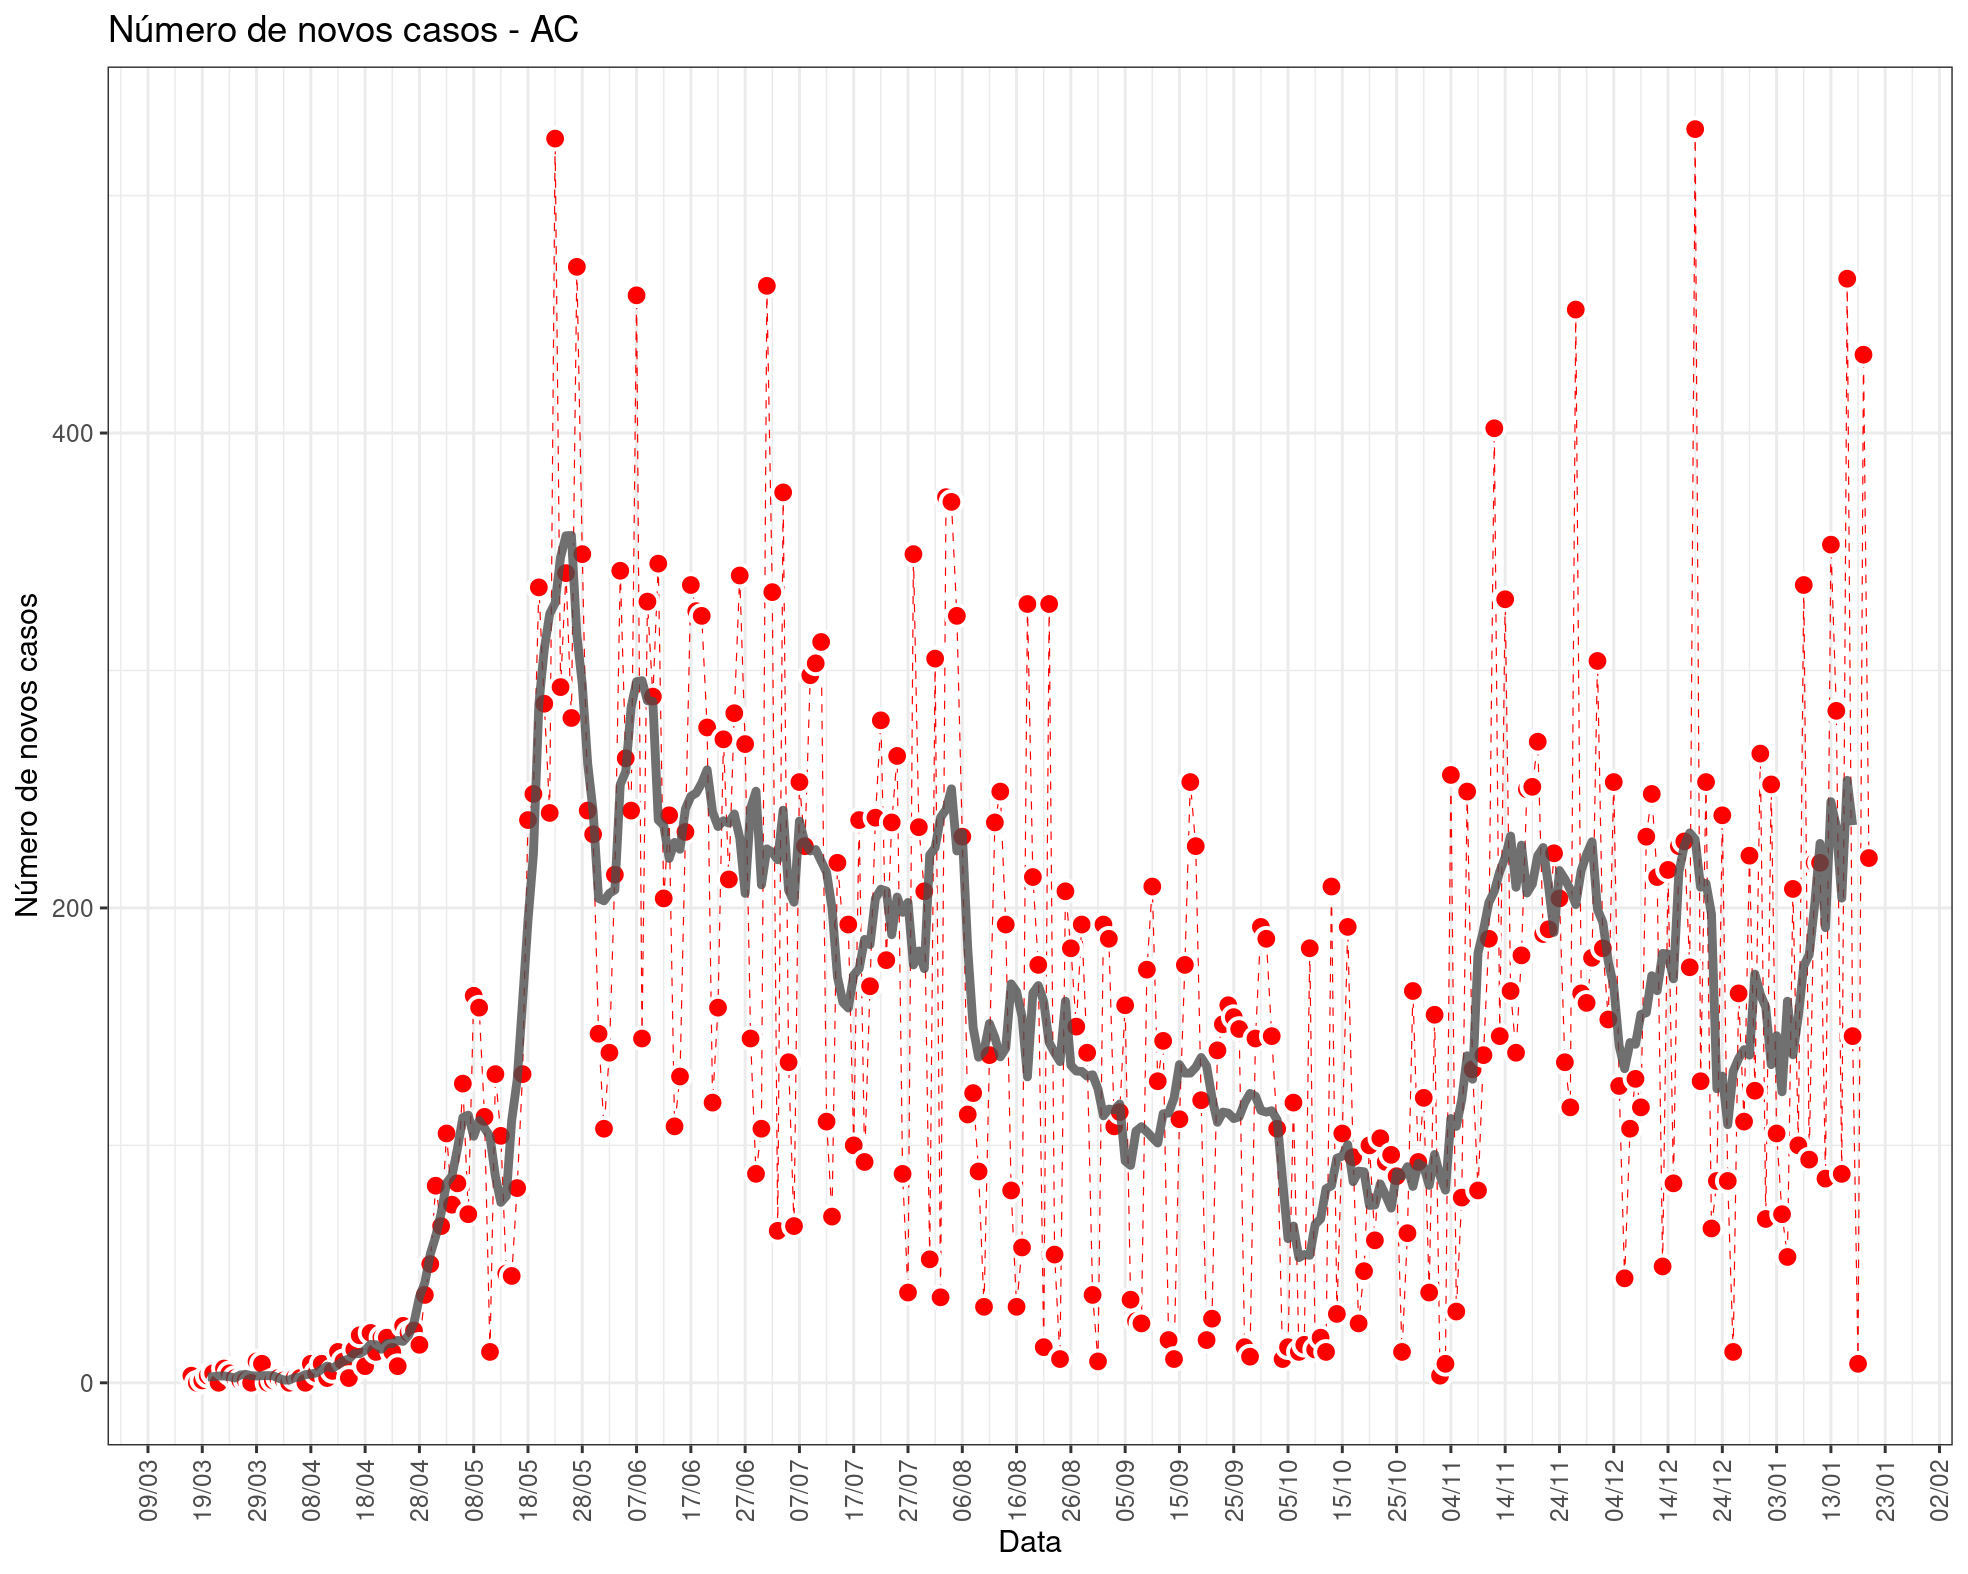 Número de novos casos - AC
Número de novos casos
400
200
0
09/03 19/03 29/03 08/04 18/04 28/04 08/05 18/05 28/05 07/06 17/06 27/06 07/07 17/07 27/07 06/08 16/08 26/08 05/09 15/09 25/09 05/10 15/10 25/10 04/11 14/11 24/11 04/12 14/12 24/12 03/01 13/01 23/01 02/02
Data